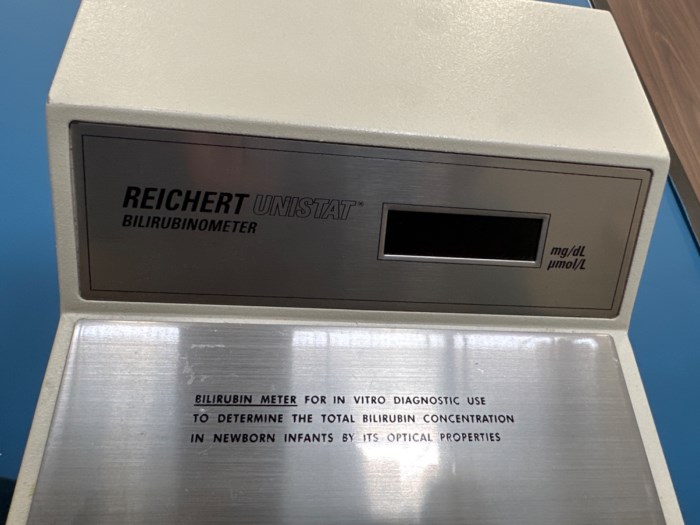 REICHERT UNISTAT®
BILIRUBINOMETER
mg/dL
µmol/L
BILIRUBIN METER FOR IN VITRO DIAGNOSTIC USE
TO DETERMINE THE TOTAL BILIRUBIN CONCENTRATION
IN NEWBORN INFANTS BY ITS OPTICAL PROPERTIES